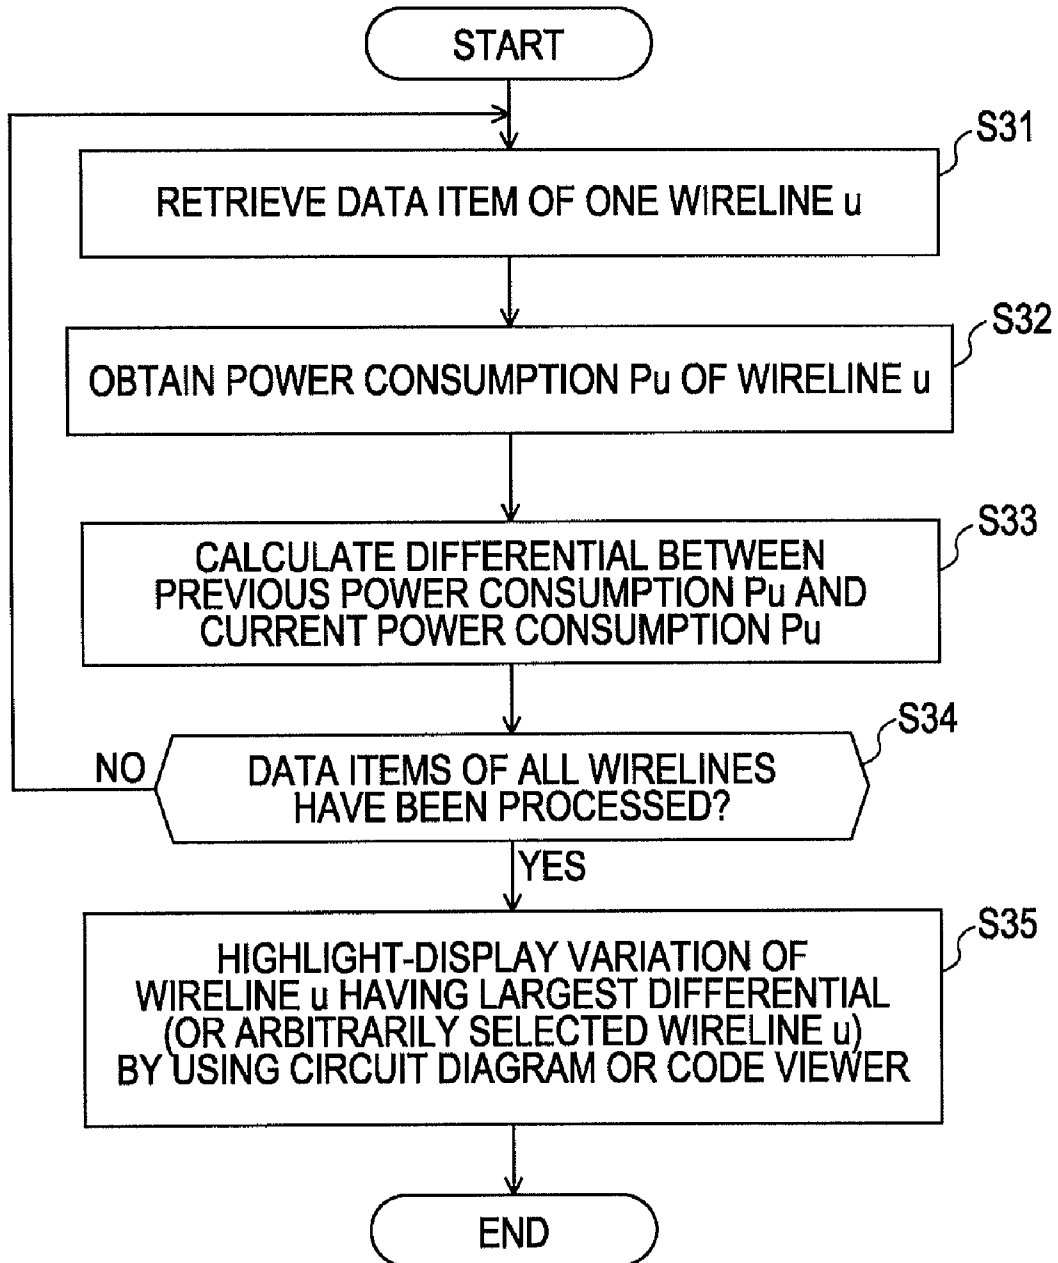 START
S31
RETRIEVE DATA ITEM OF ONE WIRELINE u
S32
OBTAIN POWER CONSUMPTION Pu OF WIRELINE u
S33
CALCULATE DIFFERENTIAL BETWEEN
PREVIOUS POWER CONSUMPTION Pu AND
CURRENT POWER CONSUMPTION Pu
S34
NO
DATA ITEMS OF ALL WIRELINES
HAVE BEEN PROCESSED?
YES
S35
HIGHLIGHT-DISPLAY VARIATION OF
WIRELINE u HAVING LARGEST DIFFERENTIAL
(OR ARBITRARILY SELECTED WIRELINE u)
BY USING CIRCUIT DIAGRAM OR CODE VIEWER
END